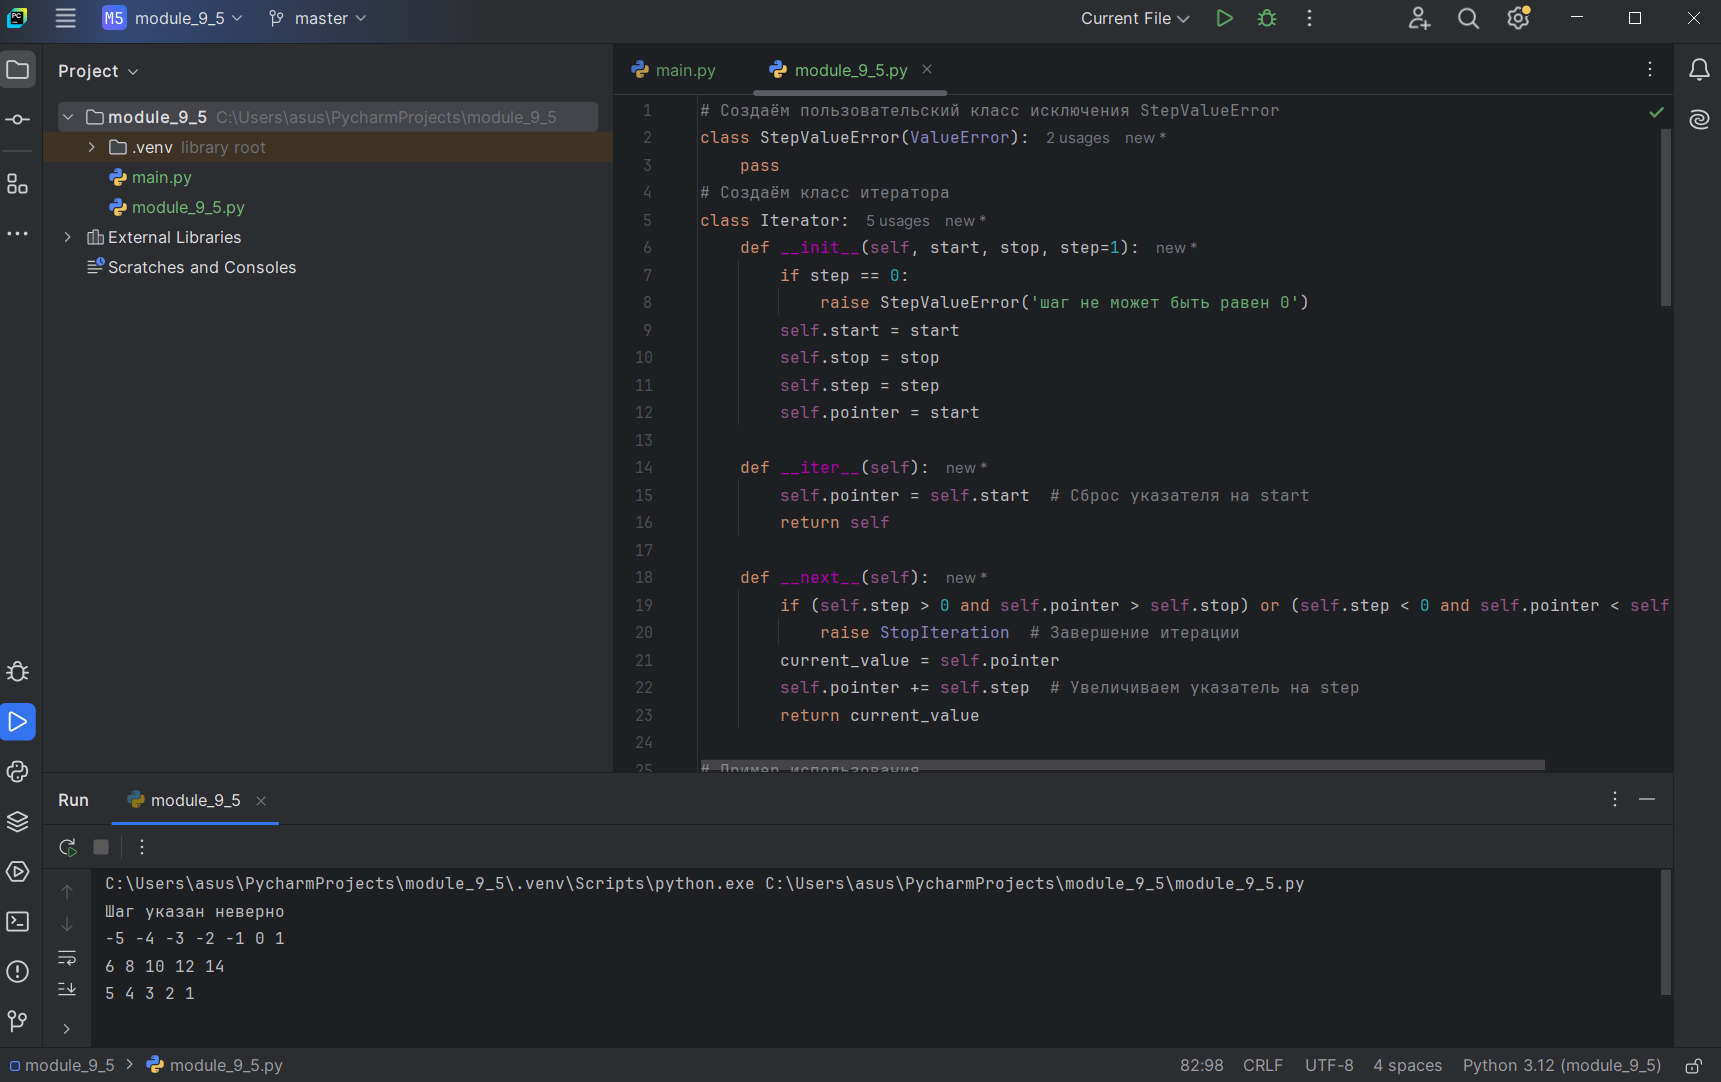 PC
M5 module_9_5 master Current File
Project
module_9_5 C:\Users\asus\PycharmProjects\module_9_5
.venv library root
main.py
module_9_5.py
External Libraries
Scratches and Consoles
main.py module_9_5.py
1 # Создаём пользовательский класс исключения StepValueError
2 class StepValueError(ValueError): 2 usages new *
3 pass
4 # Создаём класс итератора
5 class Iterator: 5 usages new *
6 def __init__(self, start, stop, step=1): new *
7 if step == 0:
8 raise StepValueError('шаг не может быть равен 0')
9 self.start = start
10 self.stop = stop
11 self.step = step
12 self.pointer = start
13
14 def __iter__(self): new *
15 self.pointer = self.start # Сброс указателя на start
16 return self
17
18 def __next__(self): new *
19 if (self.step > 0 and self.pointer > self.stop) or (self.step < 0 and self.pointer < self
20 raise StopIteration # Завершение итерации
21 current_value = self.pointer
22 self.pointer += self.step # Увеличиваем указатель на step
23 return current_value
24
25 # Пример использования
Run module_9_5
C:\Users\asus\PycharmProjects\module_9_5\.venv\Scripts\python.exe C:\Users\asus\PycharmProjects\module_9_5\module_9_5.py
Шаг указан неверно
-5 -4 -3 -2 -1 0 1
6 8 10 12 14
5 4 3 2 1
module_9_5 > module_9_5.py 82:98 CRLF UTF-8 4 spaces Python 3.12 (module_9_5)